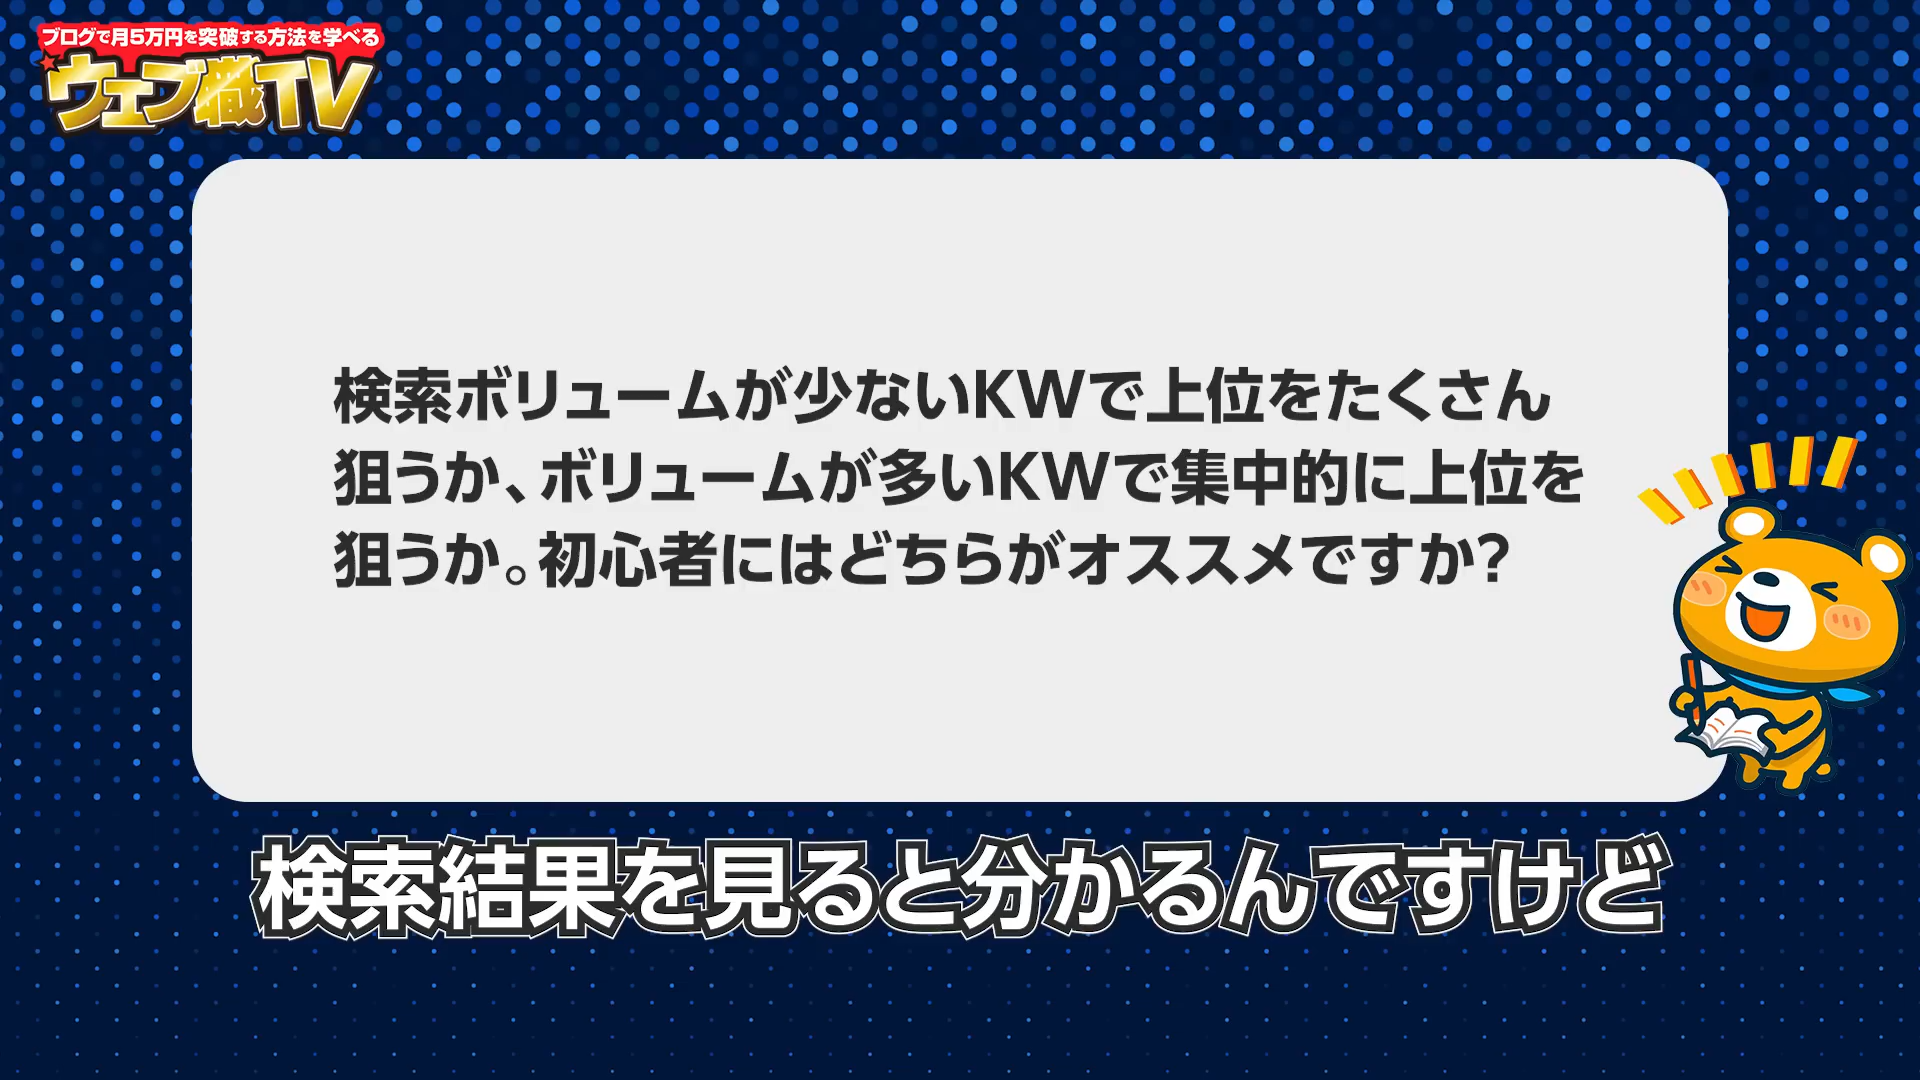 ブログで月5万円を突破する方法を学べる
ウェブ職TV
検索ボリュームが少ないKWで上位をたくさん
狙うか、ボリュームが多いKWで集中的に上位を
狙うか。初心者にはどちらがオススメですか?
検索結果を見ると分かるんですけど